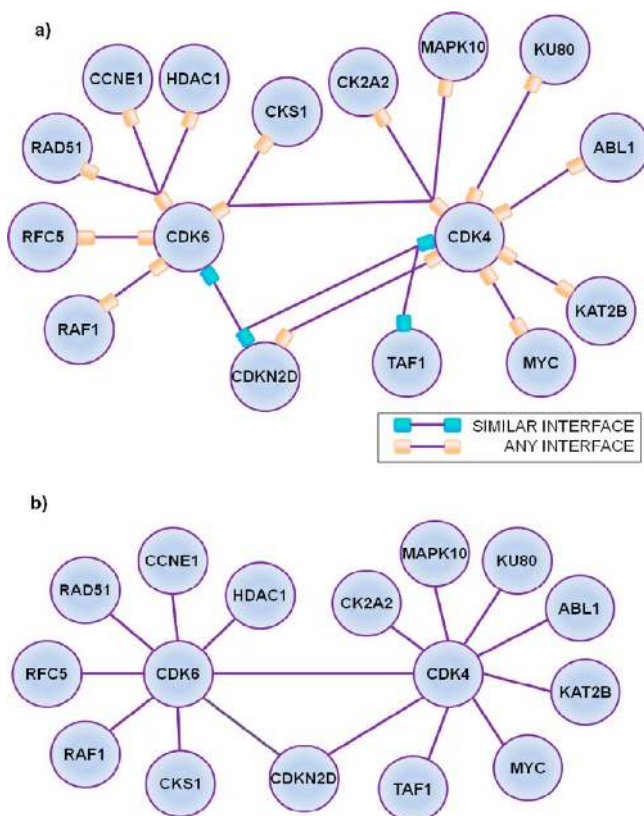 a)
MAPK10
KU80
CCNE1
HDAC1
CK2A2
CKS1
RAD51
ABL1
RFC5
CDK6
CDK4
KAT2B
RAF1
CDKN2D
TAF1
MYC
SIMILAR INTERFACE
ANY INTERFACE
b)
CCNE1
MAPK10
KU80
RAD51
HDAC1
CK2A2
ABL1
RFC5
CDK6
CDK4
KAT2B
RAF1
CKS1
CDKN2D
TAF1
MYC